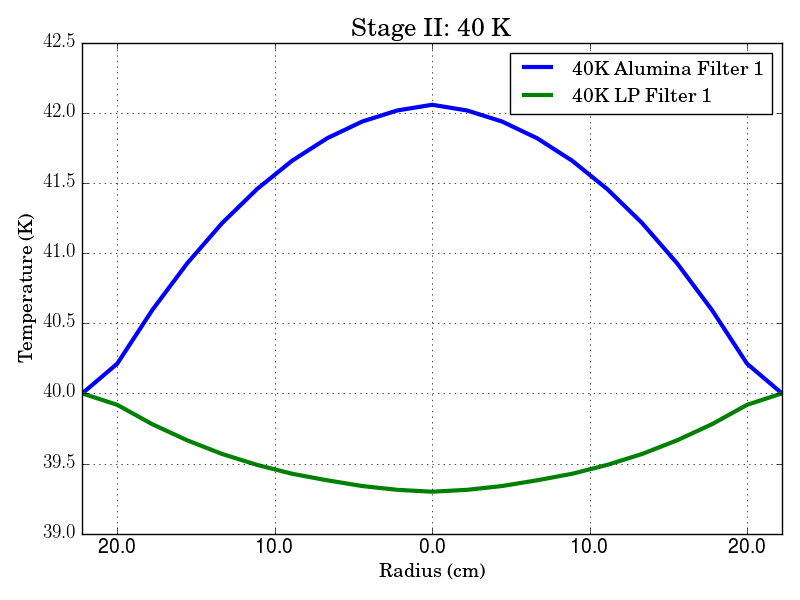 Stage II: 40 K
42.5
42.0
41.5
41.0
40.5
40.0
39.5
39.0
Temperature (K)
40K Alumina Filter 1
40K LP Filter 1
20.0 10.0 0.0 10.0 20.0
Radius (cm)